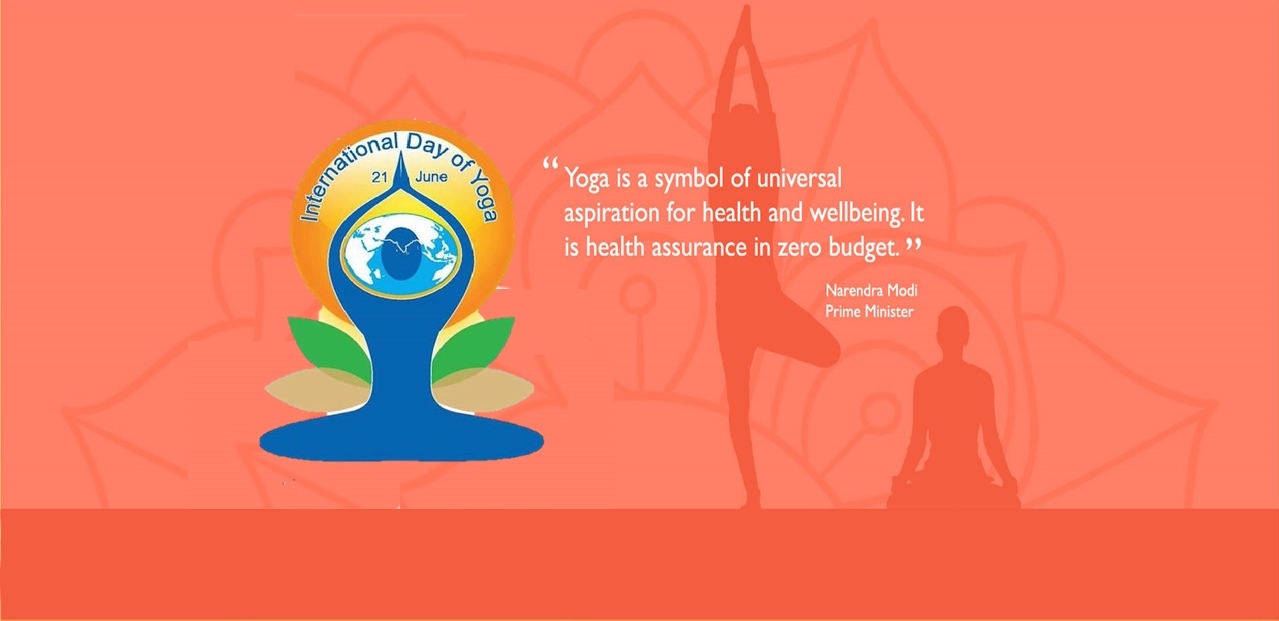 International Day of Yoga
21 June
“Yoga is a symbol of universal
aspiration for health and wellbeing. It
is health assurance in zero budget.”
Narendra Modi
Prime Minister